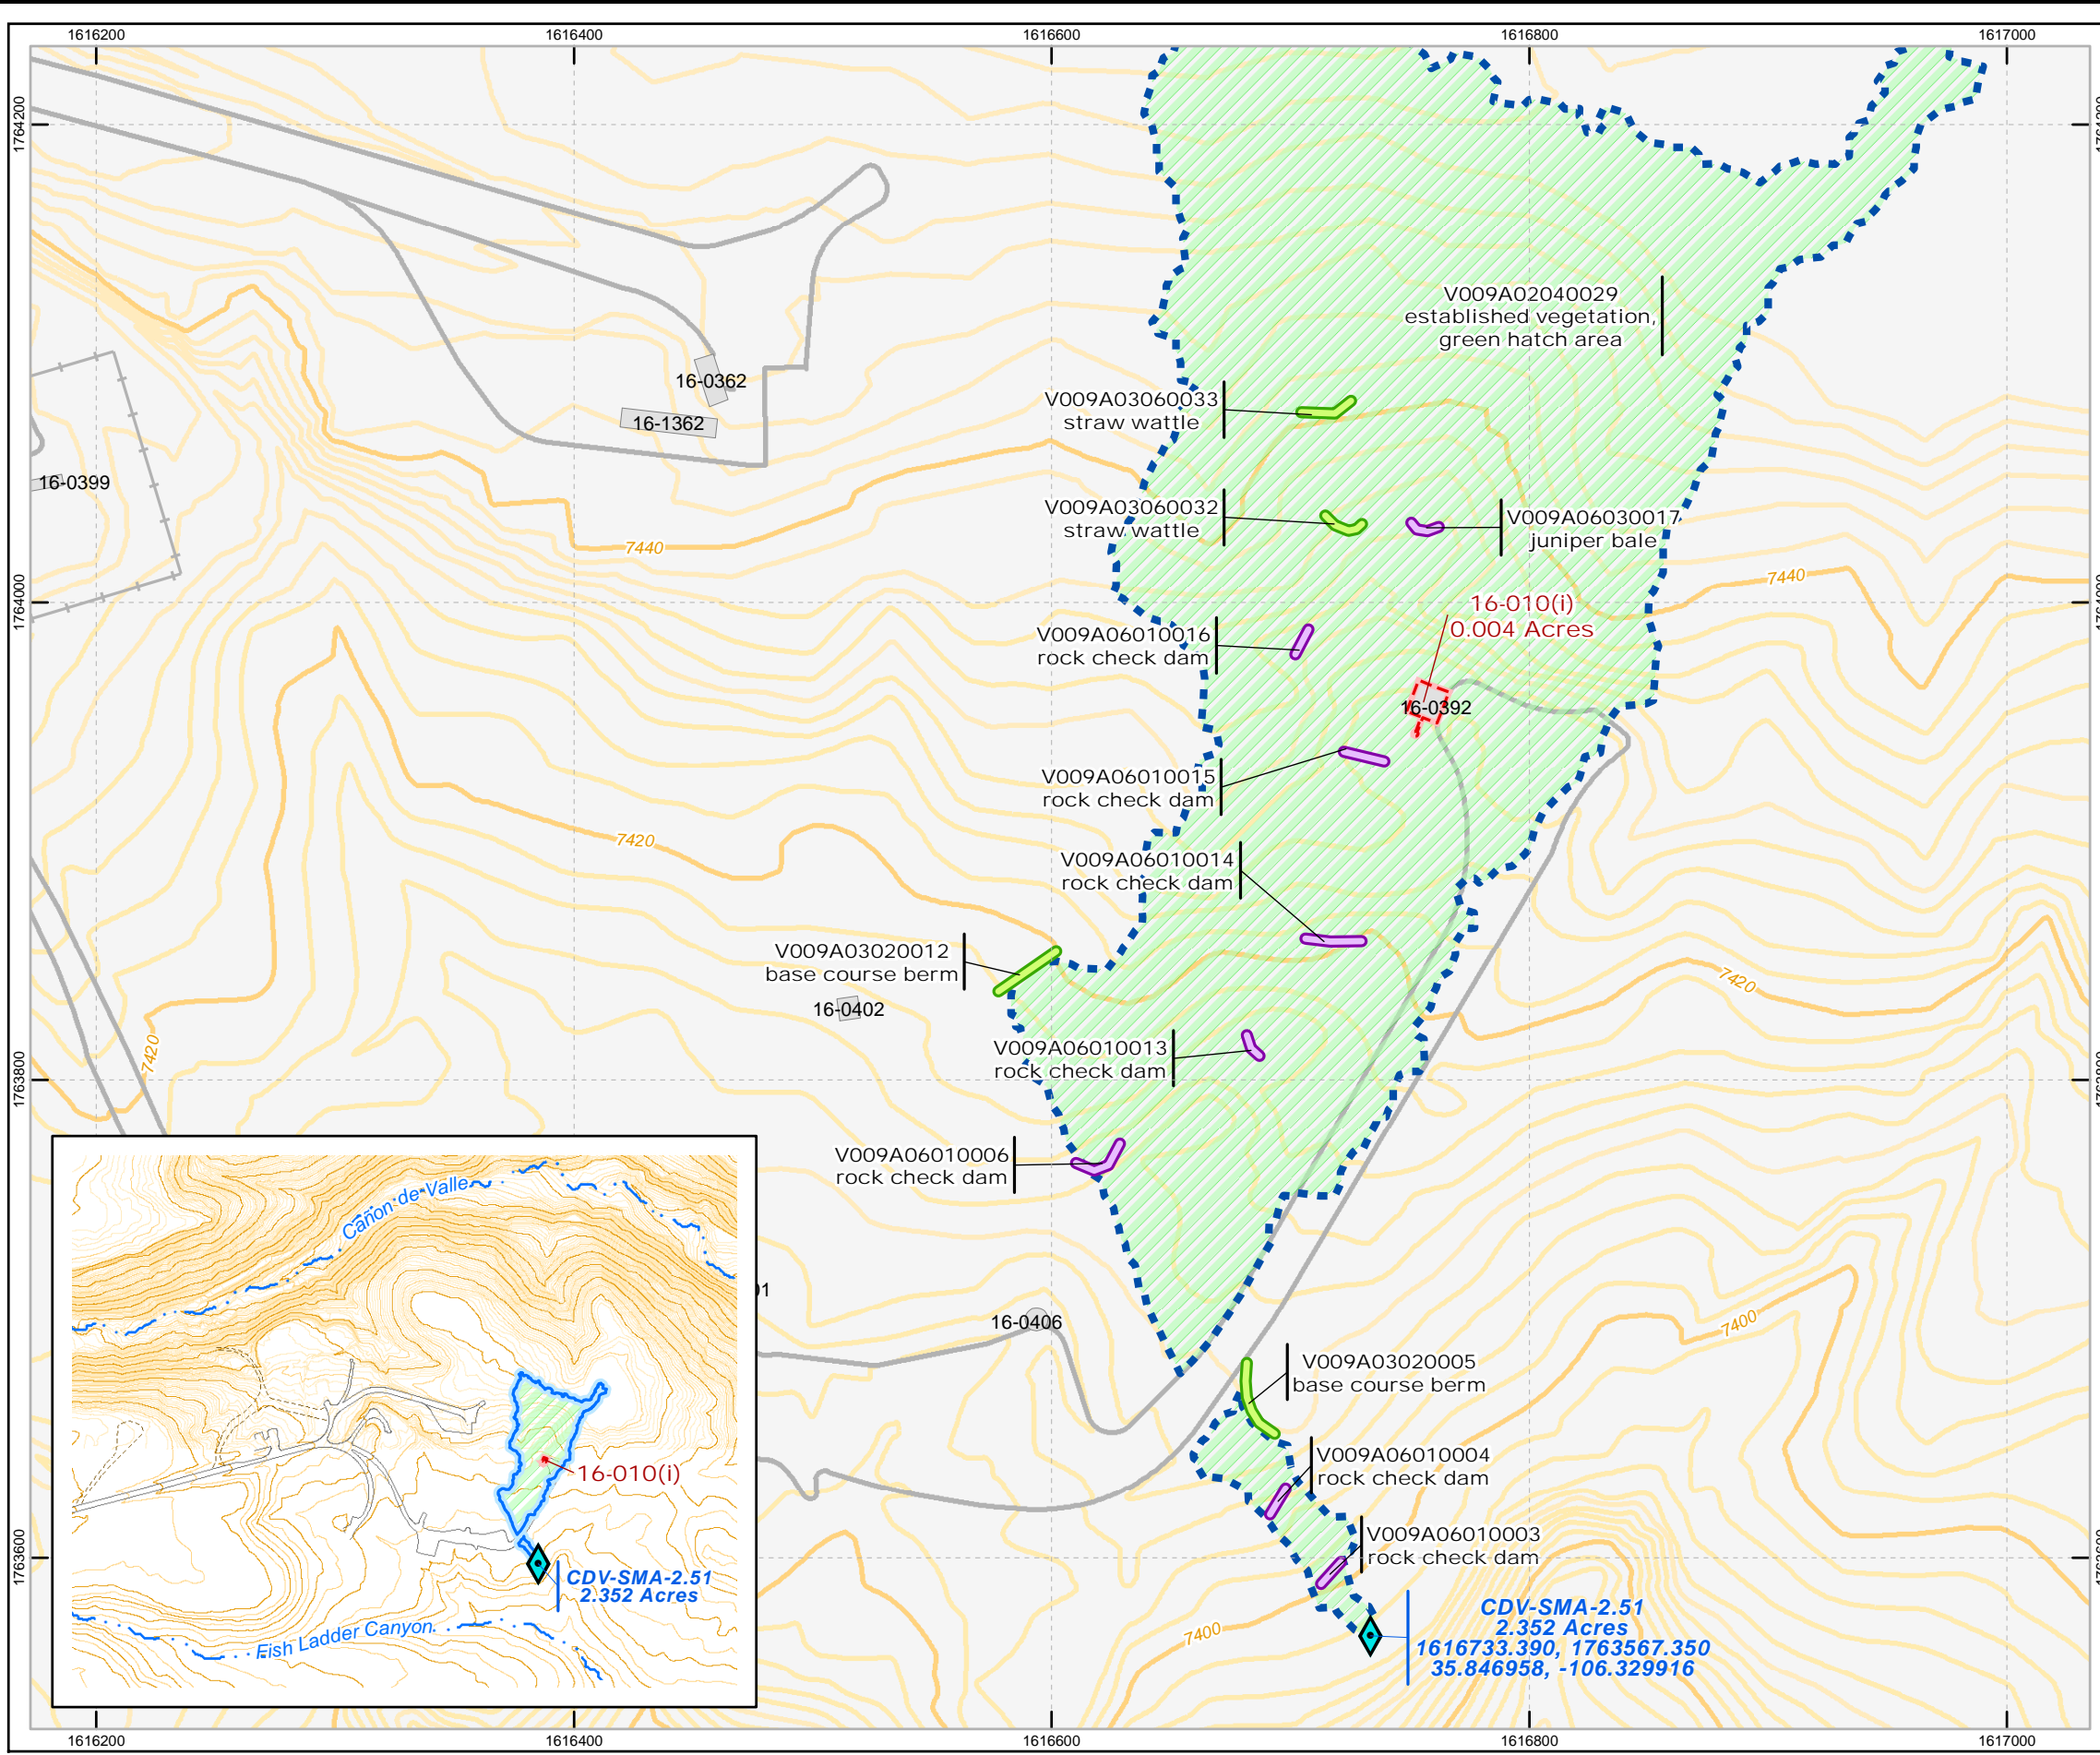 1616200 1616400 1616600 1616800 1617000
1764200
V009A02040029
established vegetation,
green hatch area
16-0362
V009A03060033
straw wattle
16-1362
16-0399
V009A03060032
straw wattle
V009A06030017
juniper bale
7440
7440
1764000
16-010(i)
0.004 Acres
V009A06010016
rock check dam
16-0392
V009A06010015
rock check dam
7420
V009A06010014
rock check dam
V009A03020012
base course berm
7420
16-0402
7420
V009A06010013
rock check dam
1763800
V009A06010006
rock check dam
Cañon de Valle
16-0406
7400
V009A03020005
base course berm
16-010(i)
V009A06010004
rock check dam
V009A06010003
rock check dam
1763600
CDV-SMA-2.51
2.352 Acres
Fish Ladder Canyon
7400
CDV-SMA-2.51
2.352 Acres
1616733.390, 1763567.350
35.846958, -106.329916
1616200 1616400 1616600 1616800 1617000